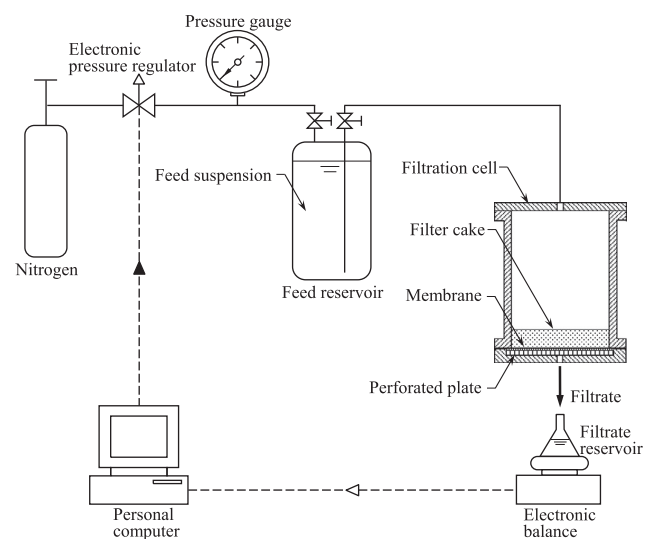 Pressure gauge
Electronic
pressure regulator
Feed suspension
Filtration cell
Filter cake
Nitrogen
Feed reservoir
Membrane
Perforated plate
Filtrate
Filtrate
reservoir
Personal
computer
Electronic
balance